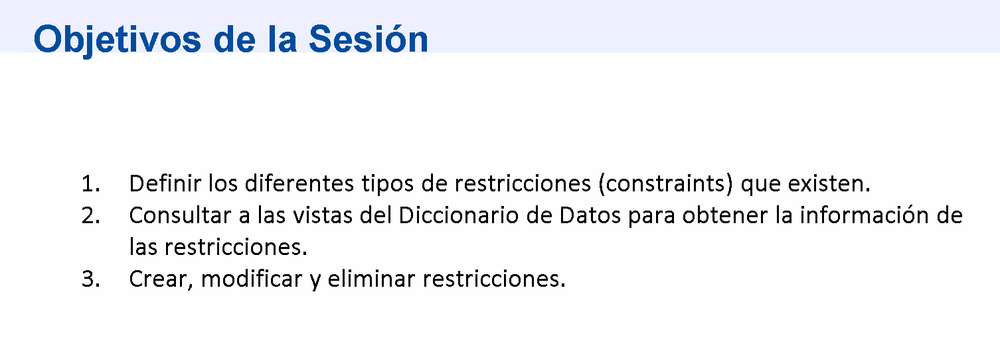 Objetivos de la Sesión
1. Definir los diferentes tipos de restricciones (constraints) que existen.
2. Consultar a las vistas del Diccionario de Datos para obtener la información de
las restricciones.
3. Crear, modificar y eliminar restricciones.